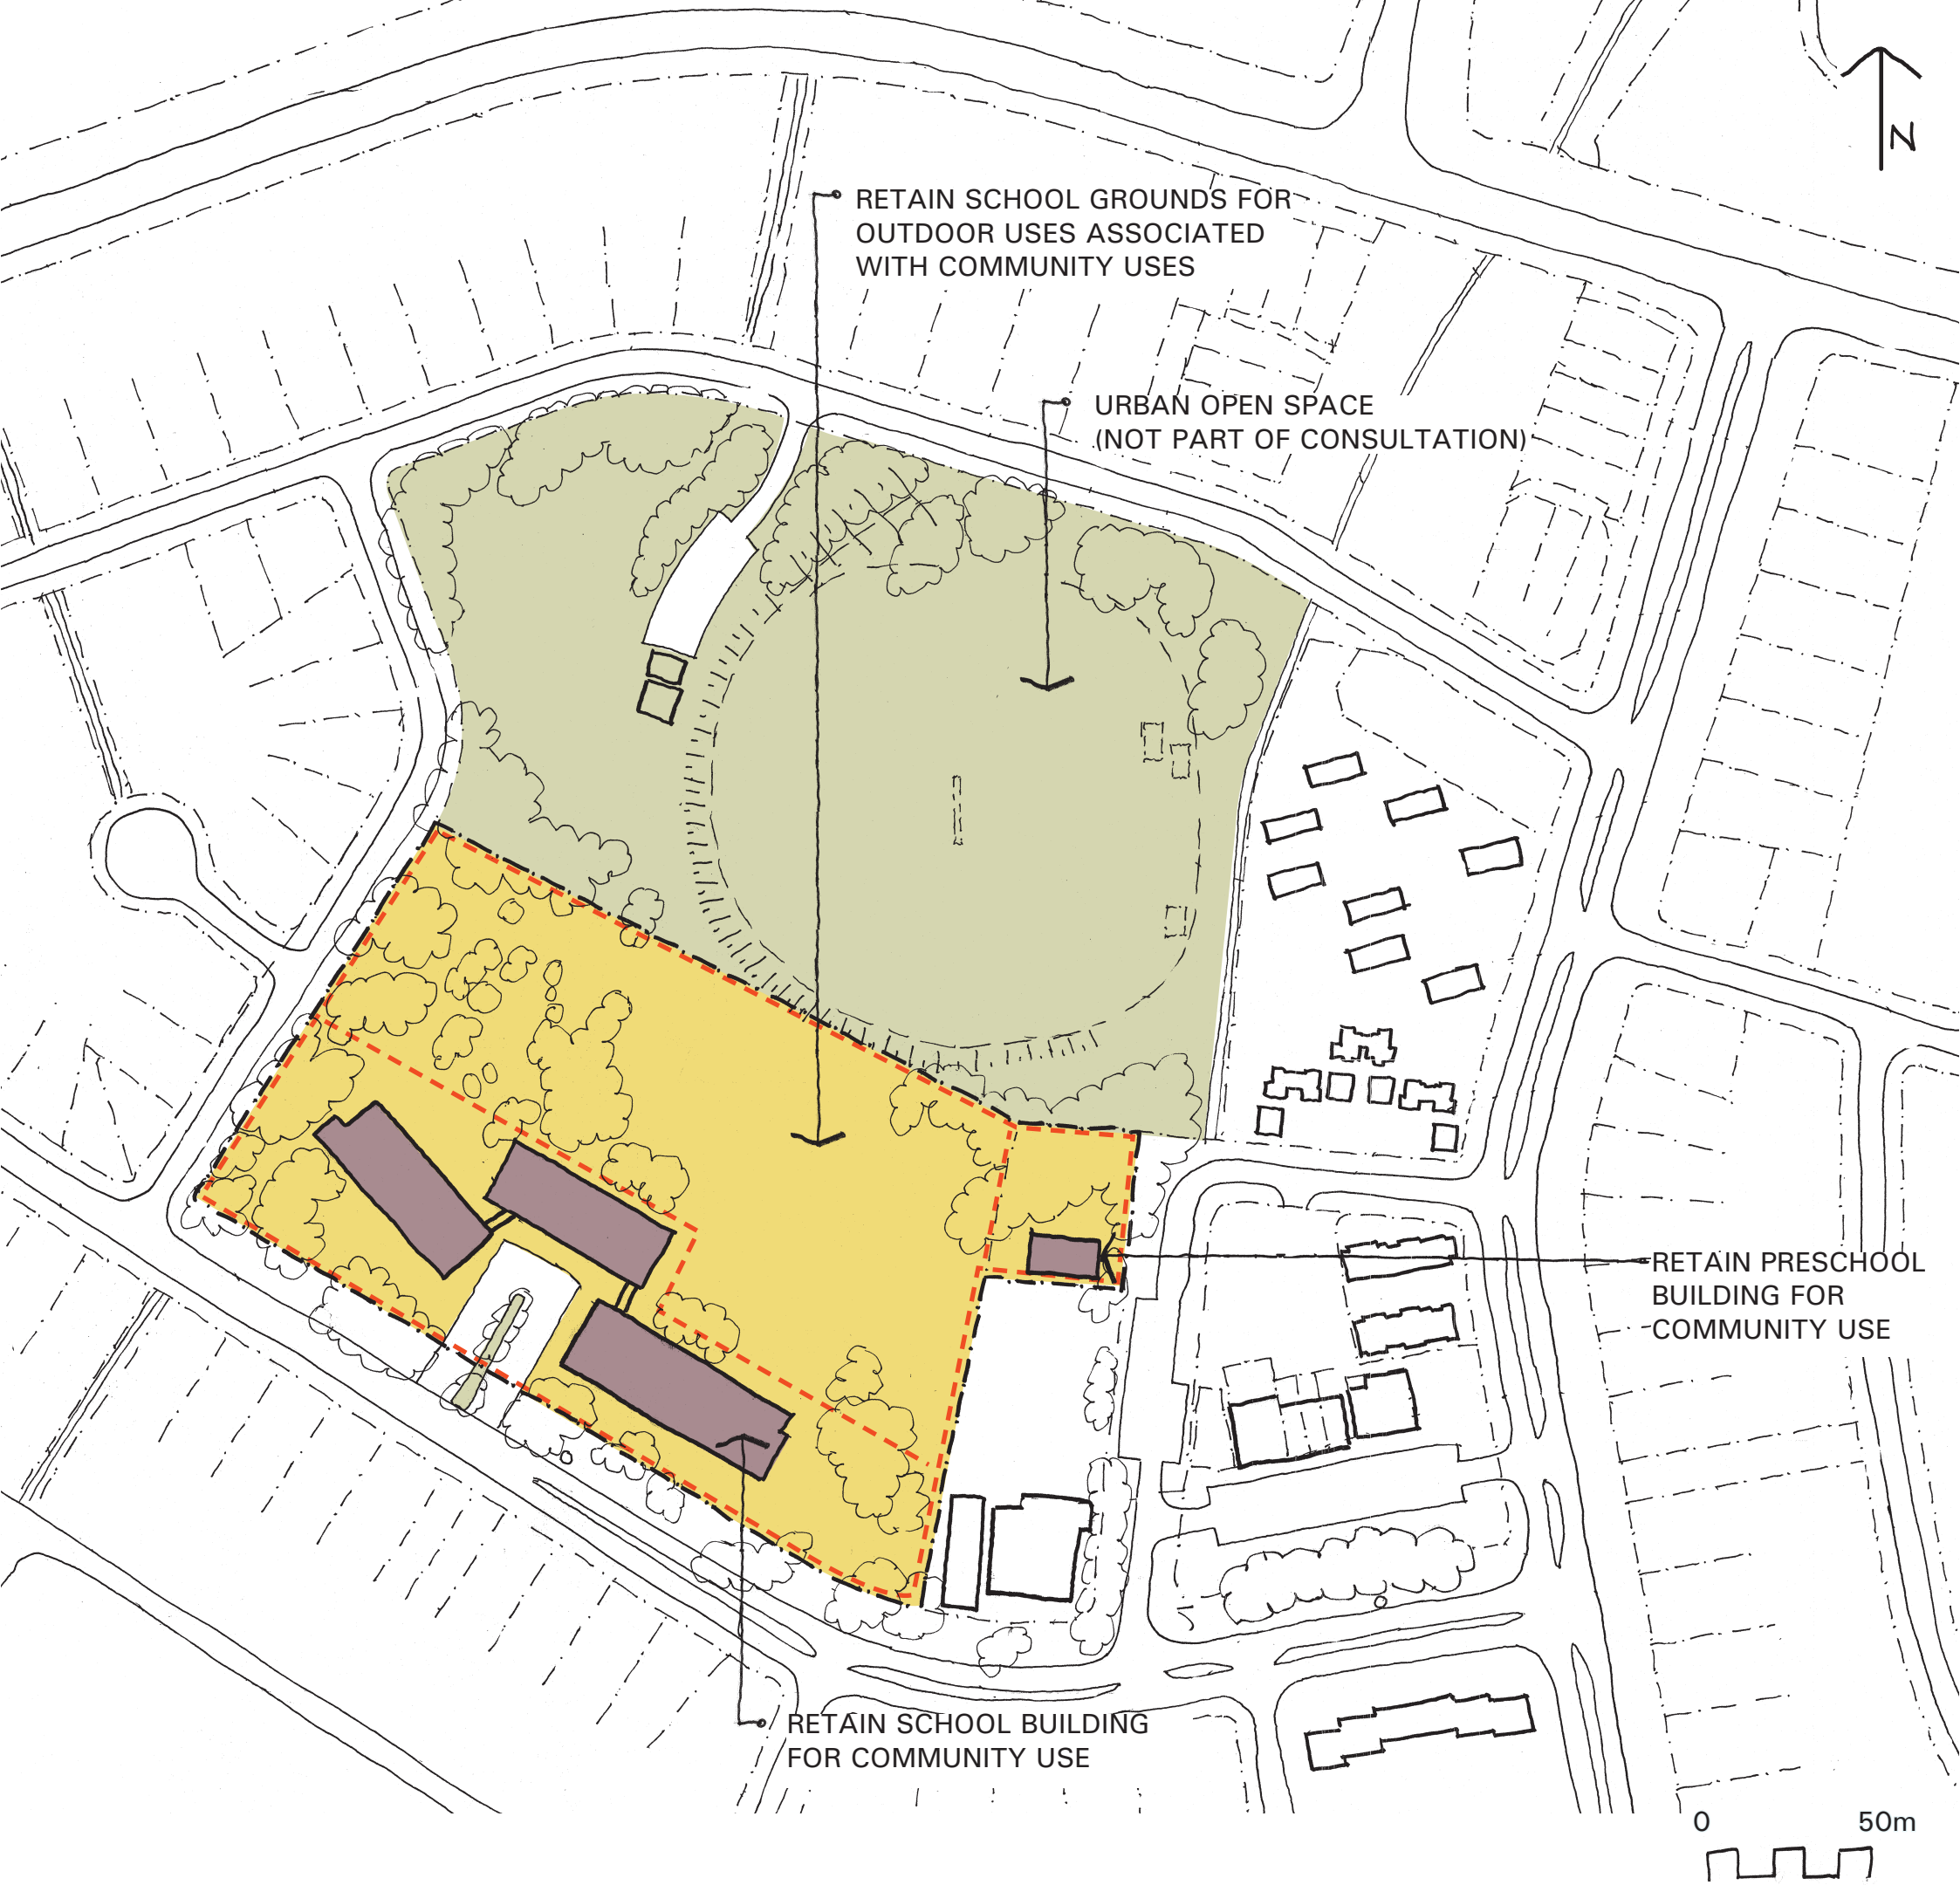 N
RETAIN SCHOOL GROUNDS FOR
OUTDOOR USES ASSOCIATED
WITH COMMUNITY USES
URBAN OPEN SPACE
(NOT PART OF CONSULTATION)
RETAIN PRESCHOOL
BUILDING FOR
COMMUNITY USE
RETAIN SCHOOL BUILDING
FOR COMMUNITY USE
0 50m